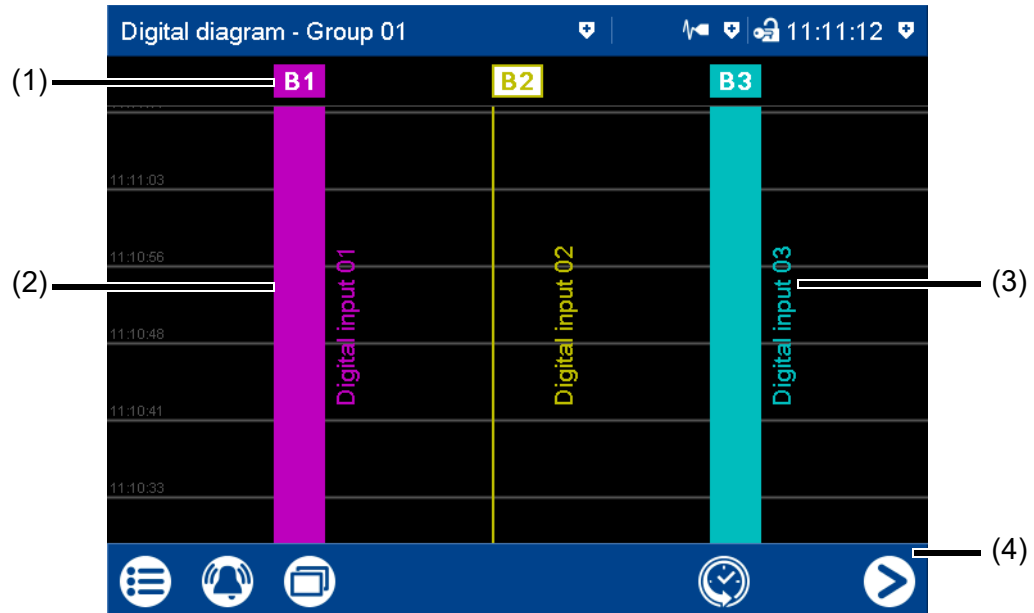 Digital diagram - Group 01 11:11:12
(1) B1 B2 B3
11:11:03
11:10:56
(2) Digital input 01 Digital input 02 Digital input 03 (3)
11:10:48
11:10:41
11:10:33
(4)